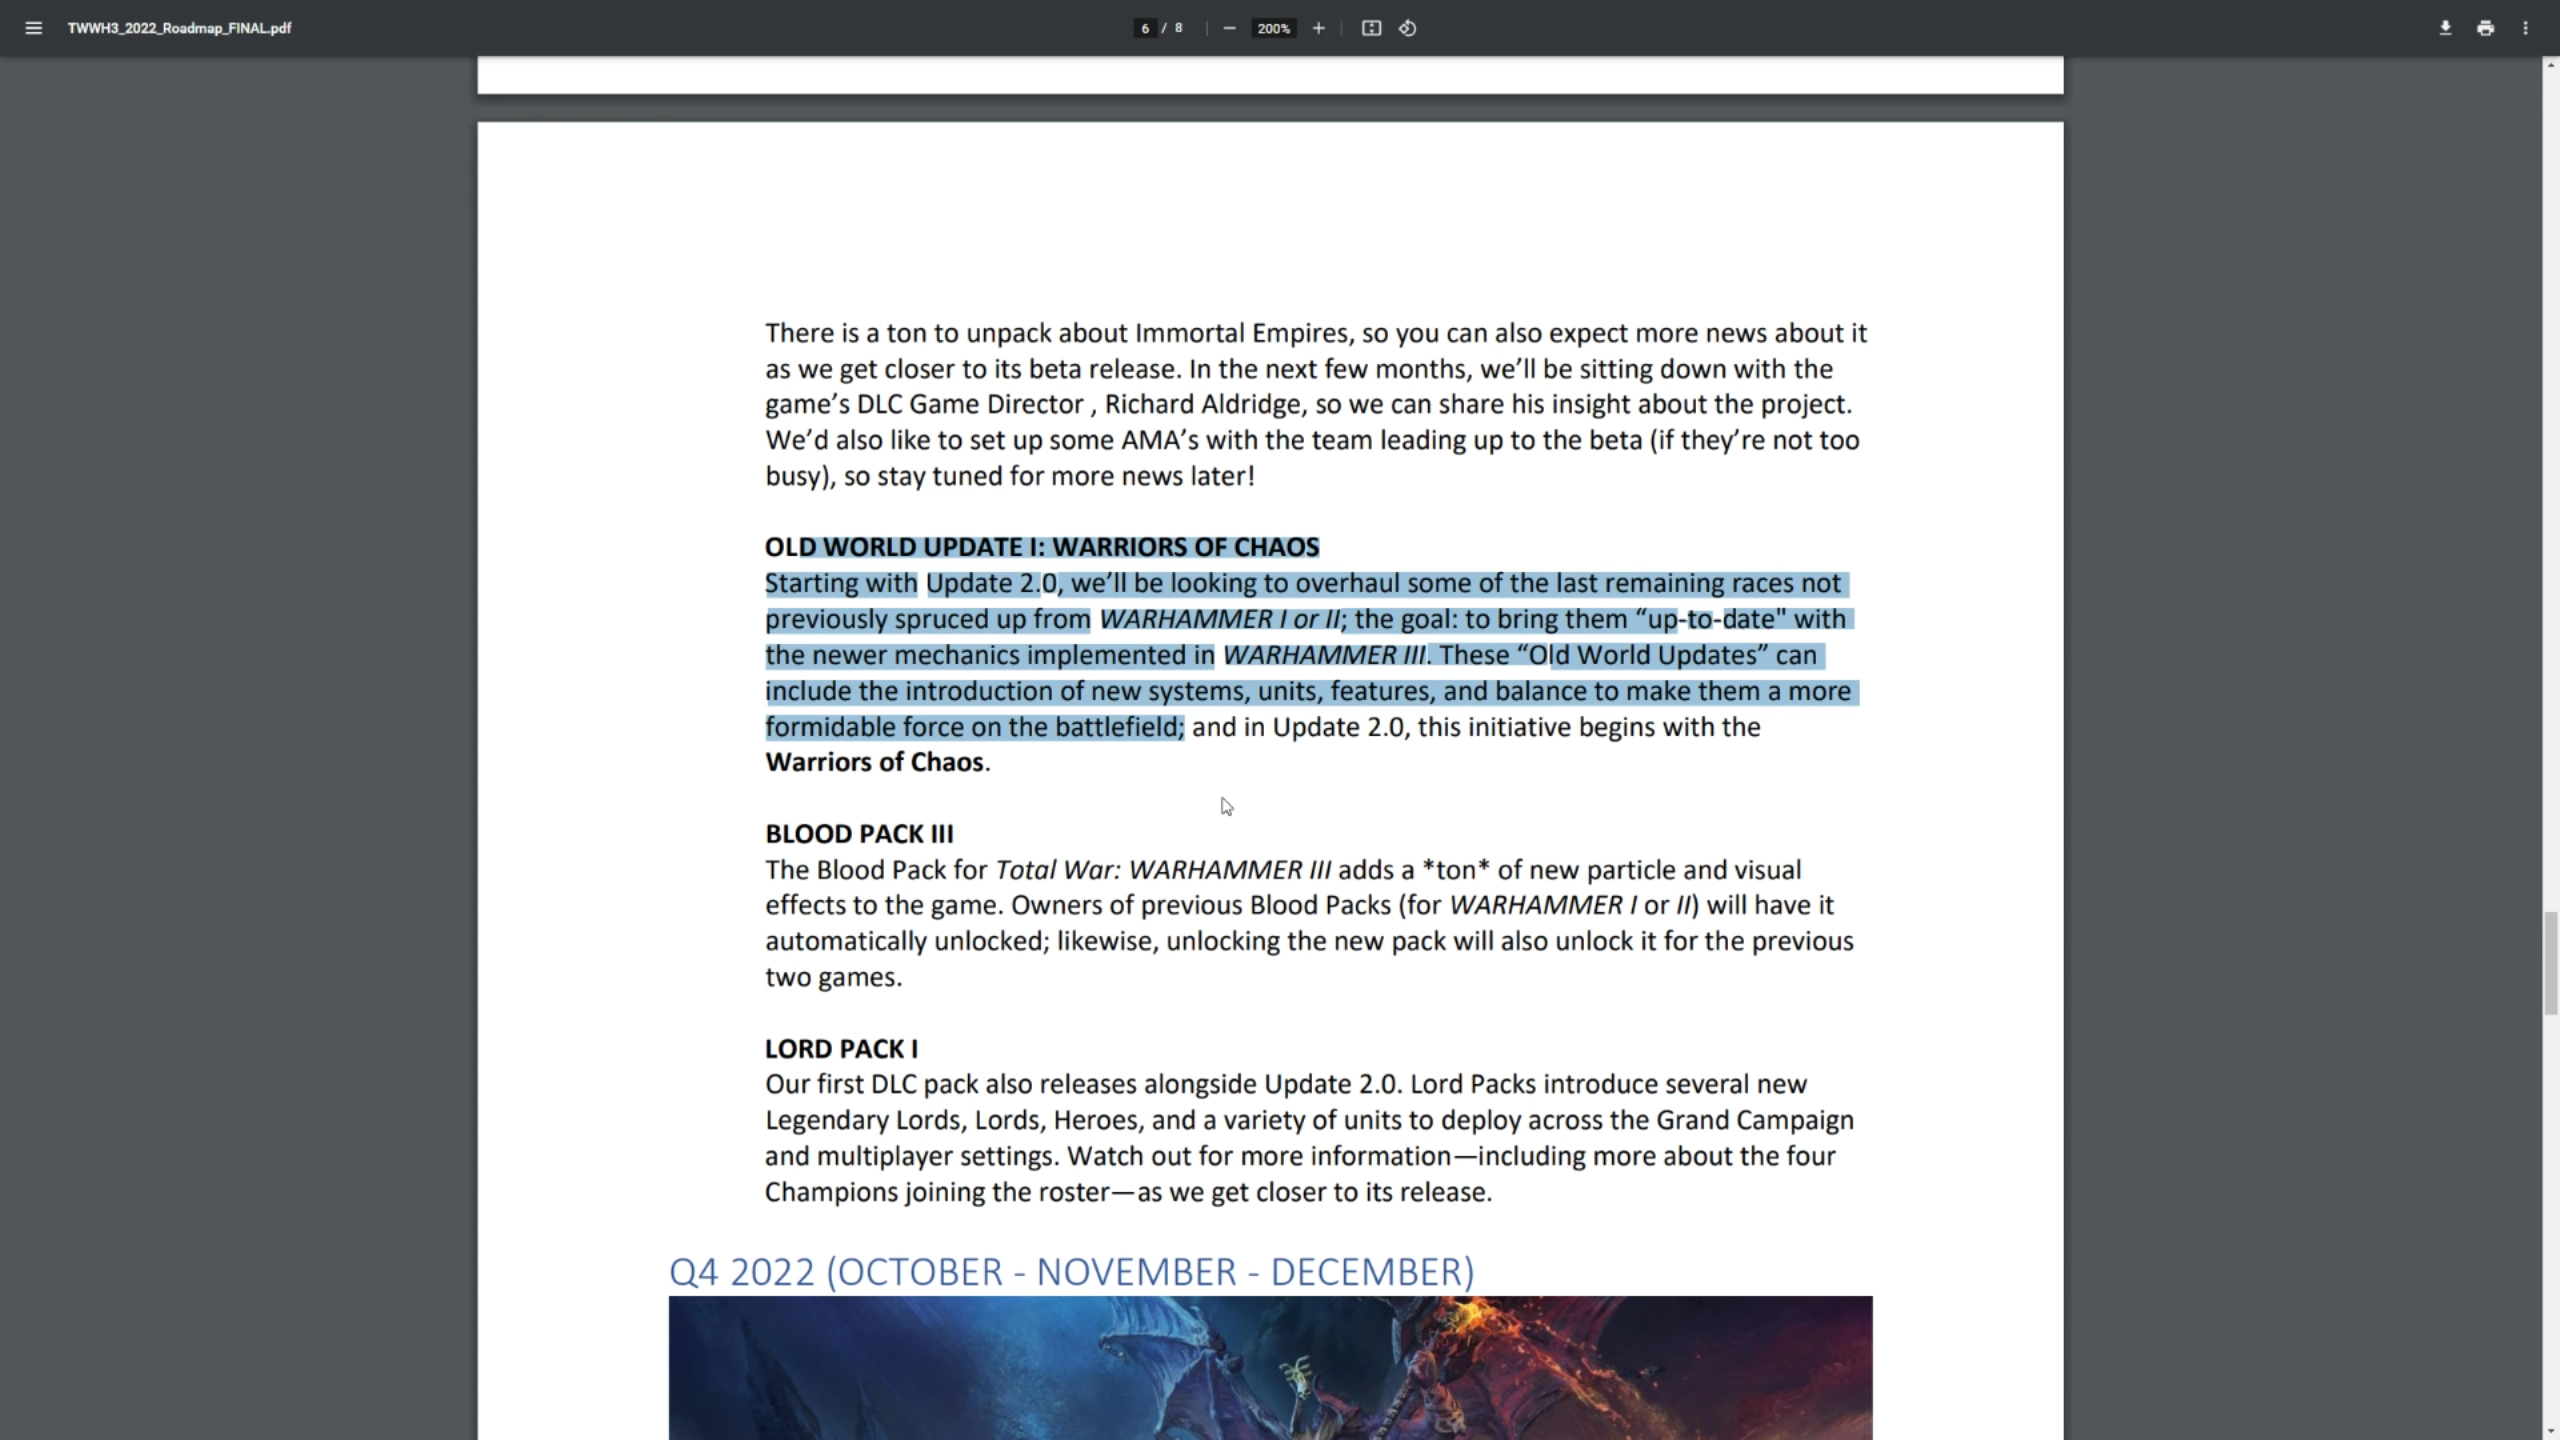 TWWH3_2022_Roadmap_FINAL.pdf
6 / 8
200%
There is a ton to unpack about Immortal Empires, so you can also expect more news about it
as we get closer to its beta release. In the next few months, we’ll be sitting down with the
game’s DLC Game Director , Richard Aldridge, so we can share his insight about the project.
We’d also like to set up some AMA’s with the team leading up to the beta (if they’re not too
busy), so stay tuned for more news later!
OLD WORLD UPDATE I: WARRIORS OF CHAOS
Starting with Update 2.0, we’ll be looking to overhaul some of the last remaining races not
previously spruced up from WARHAMMER I or II; the goal: to bring them “up-to-date" with
the newer mechanics implemented in WARHAMMER III. These “Old World Updates” can
include the introduction of new systems, units, features, and balance to make them a more
formidable force on the battlefield; and in Update 2.0, this initiative begins with the
Warriors of Chaos.
BLOOD PACK III
The Blood Pack for Total War: WARHAMMER III adds a *ton* of new particle and visual
effects to the game. Owners of previous Blood Packs (for WARHAMMER I or II) will have it
automatically unlocked; likewise, unlocking the new pack will also unlock it for the previous
two games.
LORD PACK I
Our first DLC pack also releases alongside Update 2.0. Lord Packs introduce several new
Legendary Lords, Lords, Heroes, and a variety of units to deploy across the Grand Campaign
and multiplayer settings. Watch out for more information—including more about the four
Champions joining the roster—as we get closer to its release.
Q4 2022 (OCTOBER - NOVEMBER - DECEMBER)